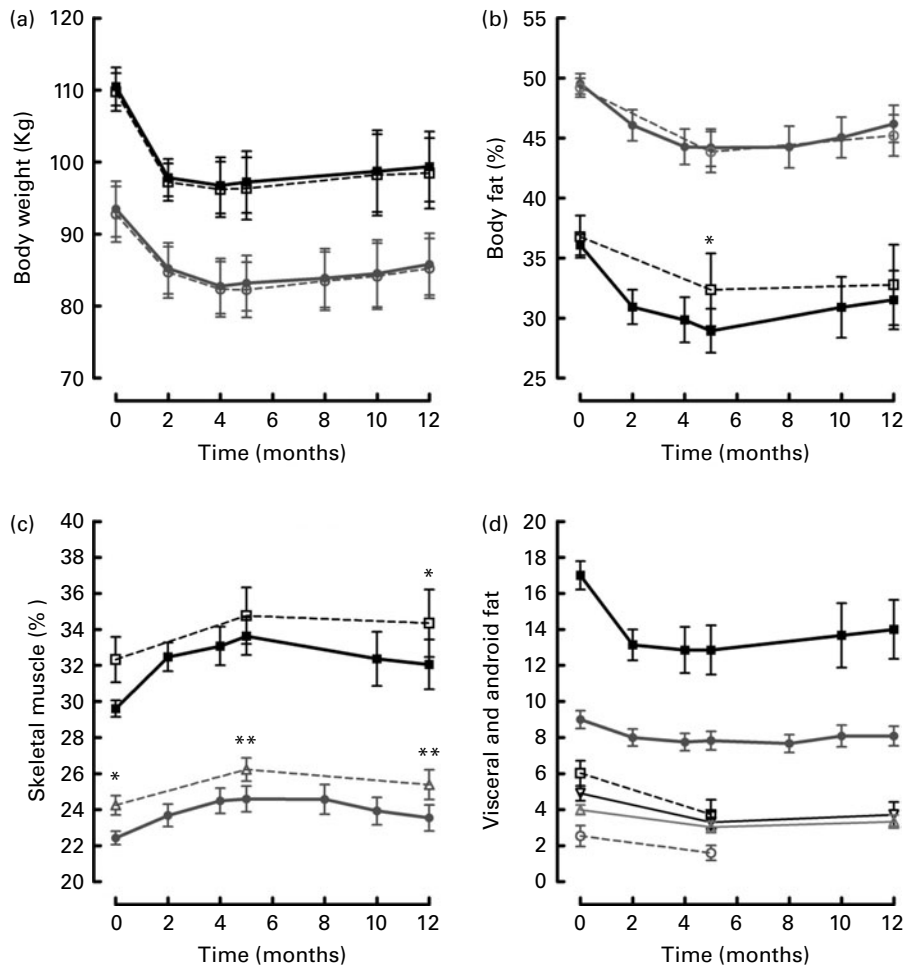 (a)
120
110
100
90
80
70
Body weight (Kg)
0 2 4 6 8 10 12
Time (months)
(b)
50
45
40
35
30
25
Body fat (%)
*
0 2 4 6 8 10 12
Time (months)
(c)
40
38
36
34
32
30
28
26
24
22
20
Skeletal muscle (% )
*
* ** **
0 2 4 6 8 10 12
Time (months)
(d)
20
18
16
14
12
10
8
6
4
2
0
Visceral and android fat
0 2 4 6 8 10 12
Time (months)